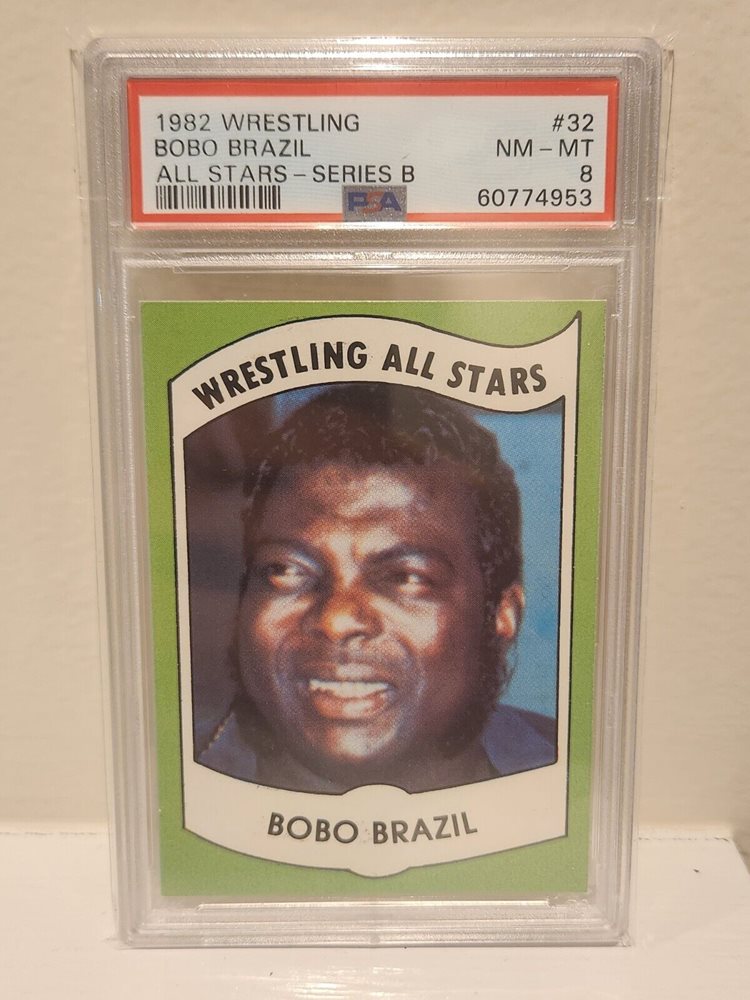 1982 WRESTLING #32
BOBO BRAZIL NM - MT
ALL STARS - SERIES B 8
PSA 60774953
WRESTLING ALL STARS
BOBO BRAZIL